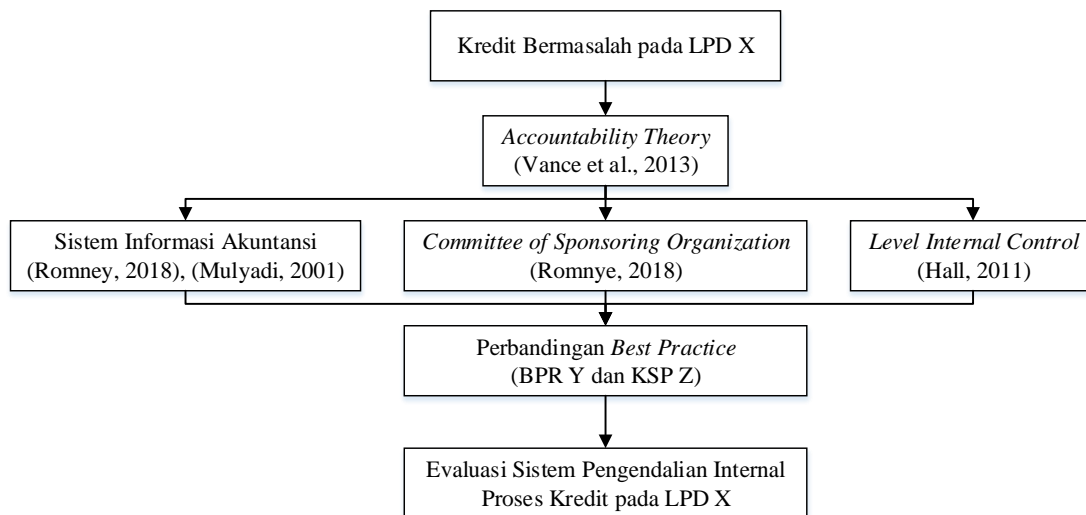 Kredit Bermasalah pada LPD X
Accountability Theory
(Vance et al., 2013)
Sistem Informasi Akuntansi
(Romney, 2018), (Mulyadi, 2001)
Committee of Sponsoring Organization
(Romnye, 2018)
Level Internal Control
(Hall, 2011)
Perbandingan Best Practice
(BPR Y dan KSP Z)
Evaluasi Sistem Pengendalian Internal
Proses Kredit pada LPD X